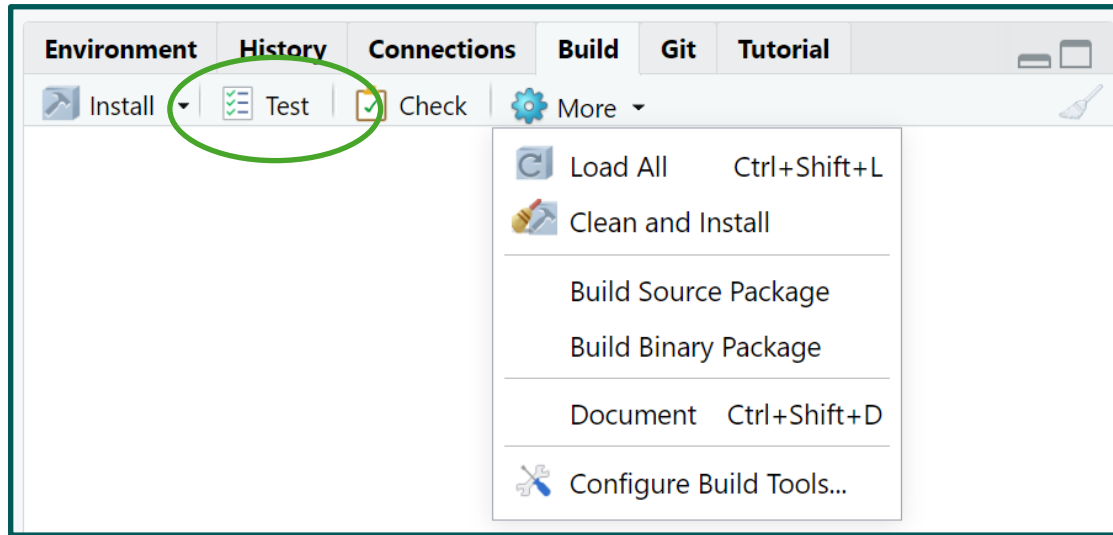 Environment History Connections Build Git Tutorial
Install Test Check More
Load All Ctrl+Shift+L
Clean and Install
Build Source Package
Build Binary Package
Document Ctrl+Shift+D
Configure Build Tools...